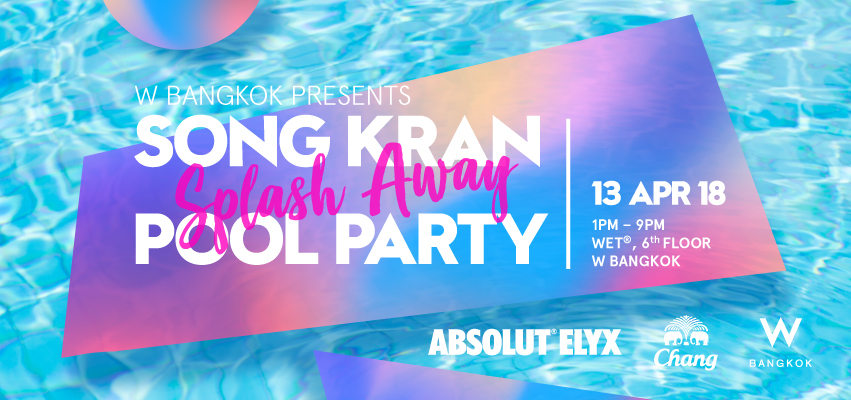 W BANGKOK PRESENTS
SONG KRAN
Splash Away
POOL PARTY
13 APR 18
1PM – 9PM
WET®, 6th FLOOR
W BANGKOK
ABSOLUT® ELYX
Chang
W
BANGKOK